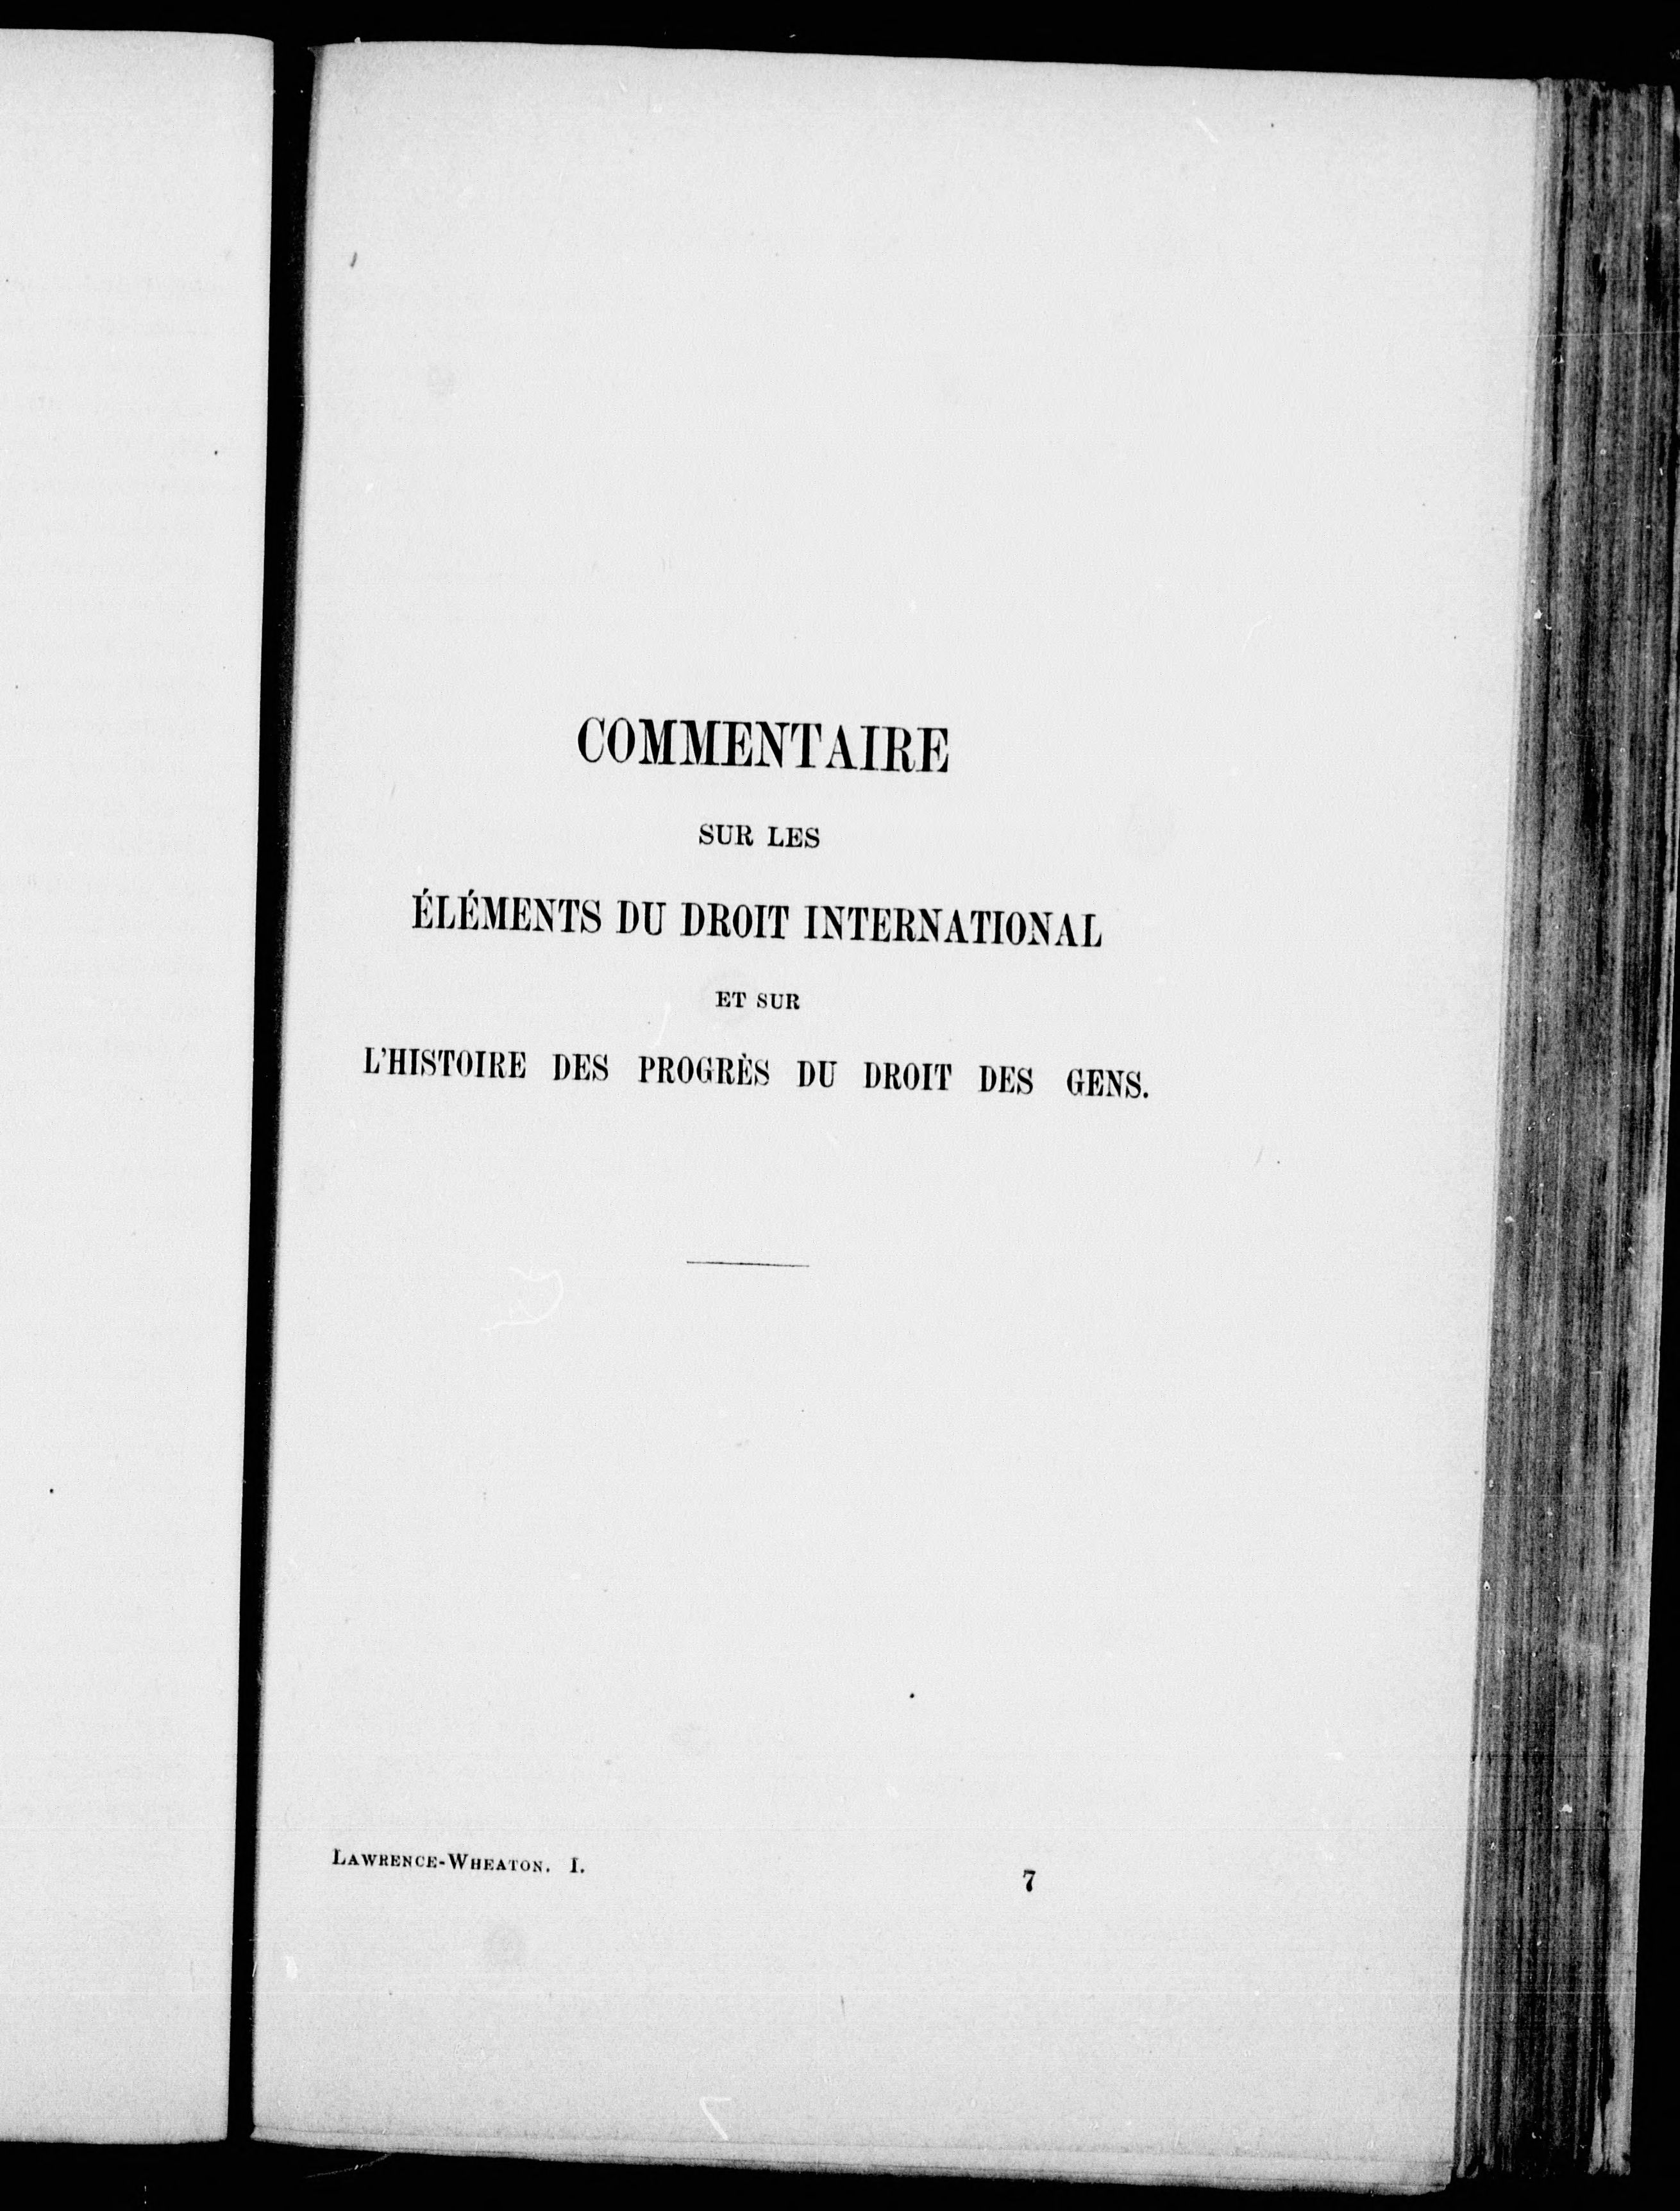 COMMENTAIRE
SUR LES
ÉLÉMENTS DU DROIT INTERNATIONAL
ET SUR
L'HISTOIRE DES PROGRÈS DU DROIT DES GENS.
LAWRENCE-WHEATON. I.
7